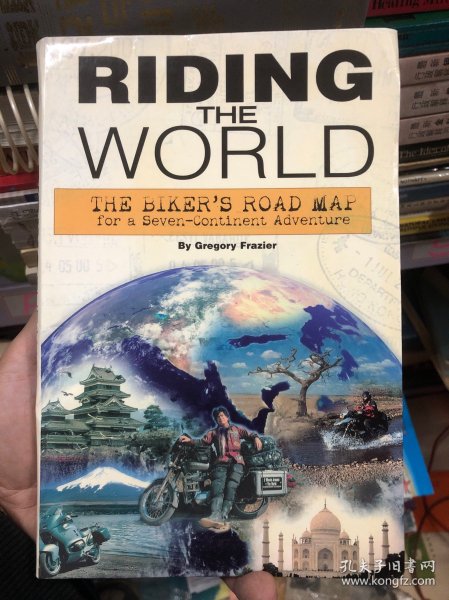 RIDING
THE
WORLD
THE BIKER'S ROAD MAP
for a Seven-Continent Adventure
By Gregory Frazier
孔夫子旧书网
www.kongfz.com